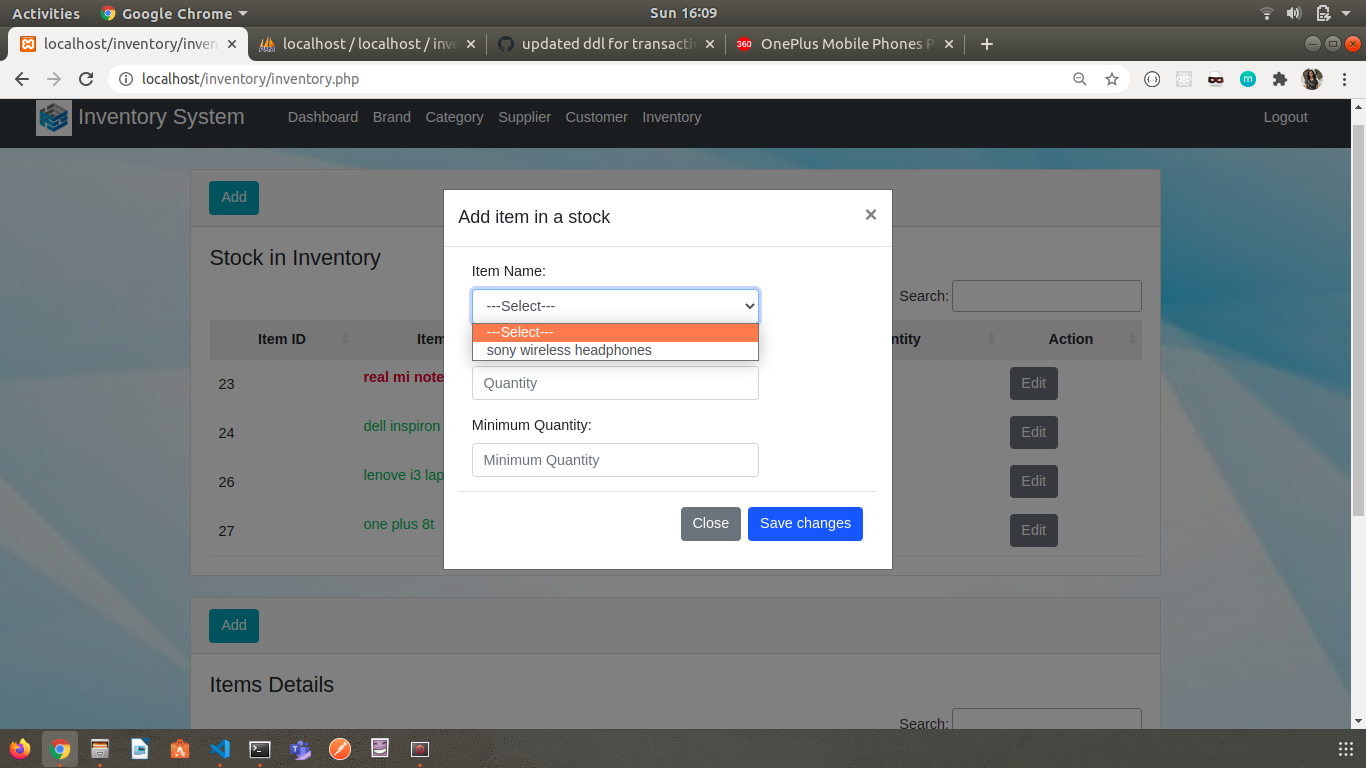 Activities Google Chrome Sun 16:09
localhost/inventory/inven localhost / localhost / inve updated ddl for transacti 360 OnePlus Mobile Phones P
localhost/inventory/inventory.php
Inventory System Dashboard Brand Category Supplier Customer Inventory Logout
Add
Add item in a stock ×
Stock in Inventory
Item Name:
---Select---
Search:
---Select---
sony wireless headphones
Item ID Item ntity Action
Quantity
23 real mi note Edit
Minimum Quantity:
24 dell inspiron Edit
Minimum Quantity
26 lenove i3 lap Edit
27 one plus 8t Edit
Close Save changes
Add
Items Details
Search: